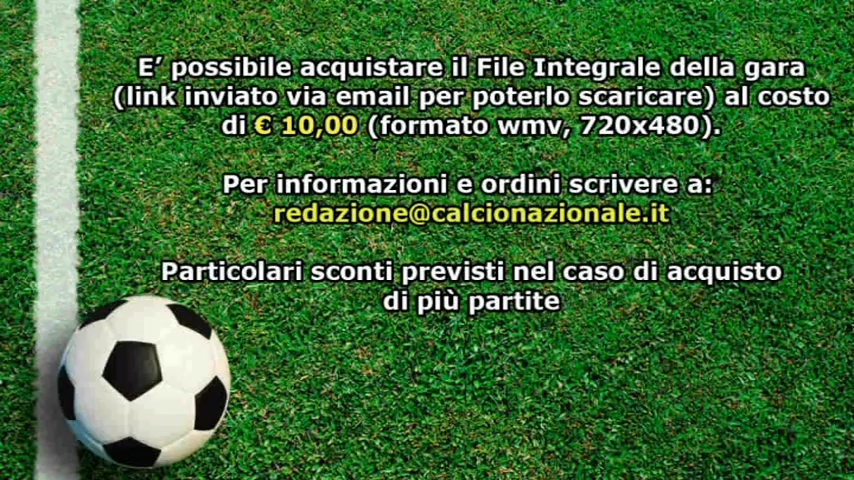 E’ possibile acquistare il File Integrale della gara
(link inviato via email per poterlo scaricare) al costo
di € 10,00 (formato wmv, 720x480).
Per informazioni e ordini scrivere a:
redazione@calcionazionale.it
Particolari sconti previsti nel caso di acquisto
di più partite